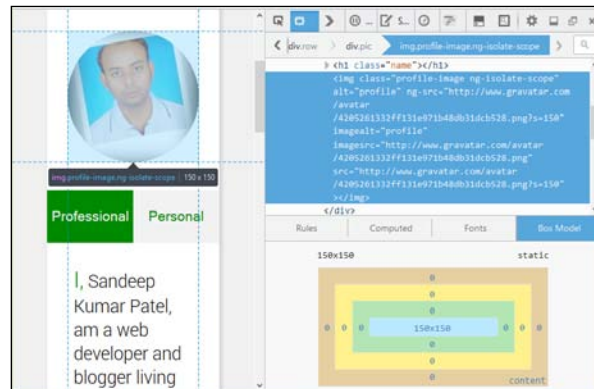 div.row
div.pic
img.profile-image.ng-isolate-scope
<h1 class="name"></h1>
<img class="profile-image ng-isolate-scope"
alt="profile" ng-src="http://www.gravatar.com
/avatar
/4205261332ff131e971b48db31dcb528.png?s=150"
imagealt="profile"
imagesrc="http://www.gravatar.com/avatar
/4205261332ff131e971b48db31dcb528.png"
src="http://www.gravatar.com/avatar
/4205261332ff131e971b48db31dcb528.png?s=150"
></img>
</div>
img.profile-image.ng-isolate-scope 150 x 150
Professional Personal
I, Sandeep
Kumar Patel,
am a web
developer and
blogger living
Rules Computed Fonts Box Model
150x150 static
0
0
0
0 0 0 150x150 0 0 0
0
0
0
content